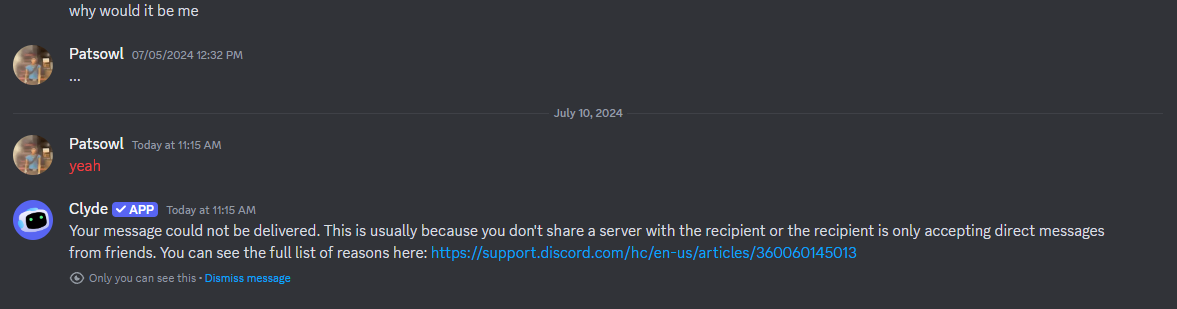 why would it be me
Patsowl 07/05/2024 12:32 PM
...
July 10, 2024
Patsowl Today at 11:15 AM
yeah
Clyde APP Today at 11:15 AM
Your message could not be delivered. This is usually because you don't share a server with the recipient or the recipient is only accepting direct messages
from friends. You can see the full list of reasons here: https://support.discord.com/hc/en-us/articles/360060145013
Only you can see this • Dismiss message